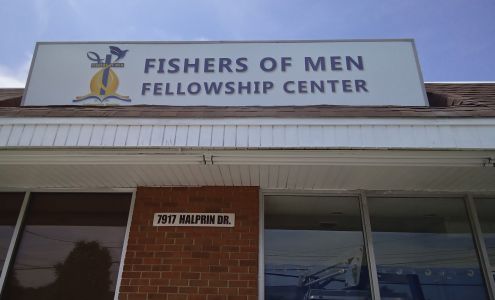 FISHERS OF MEN
FELLOWSHIP CENTER
7917 HALPRIN DR.